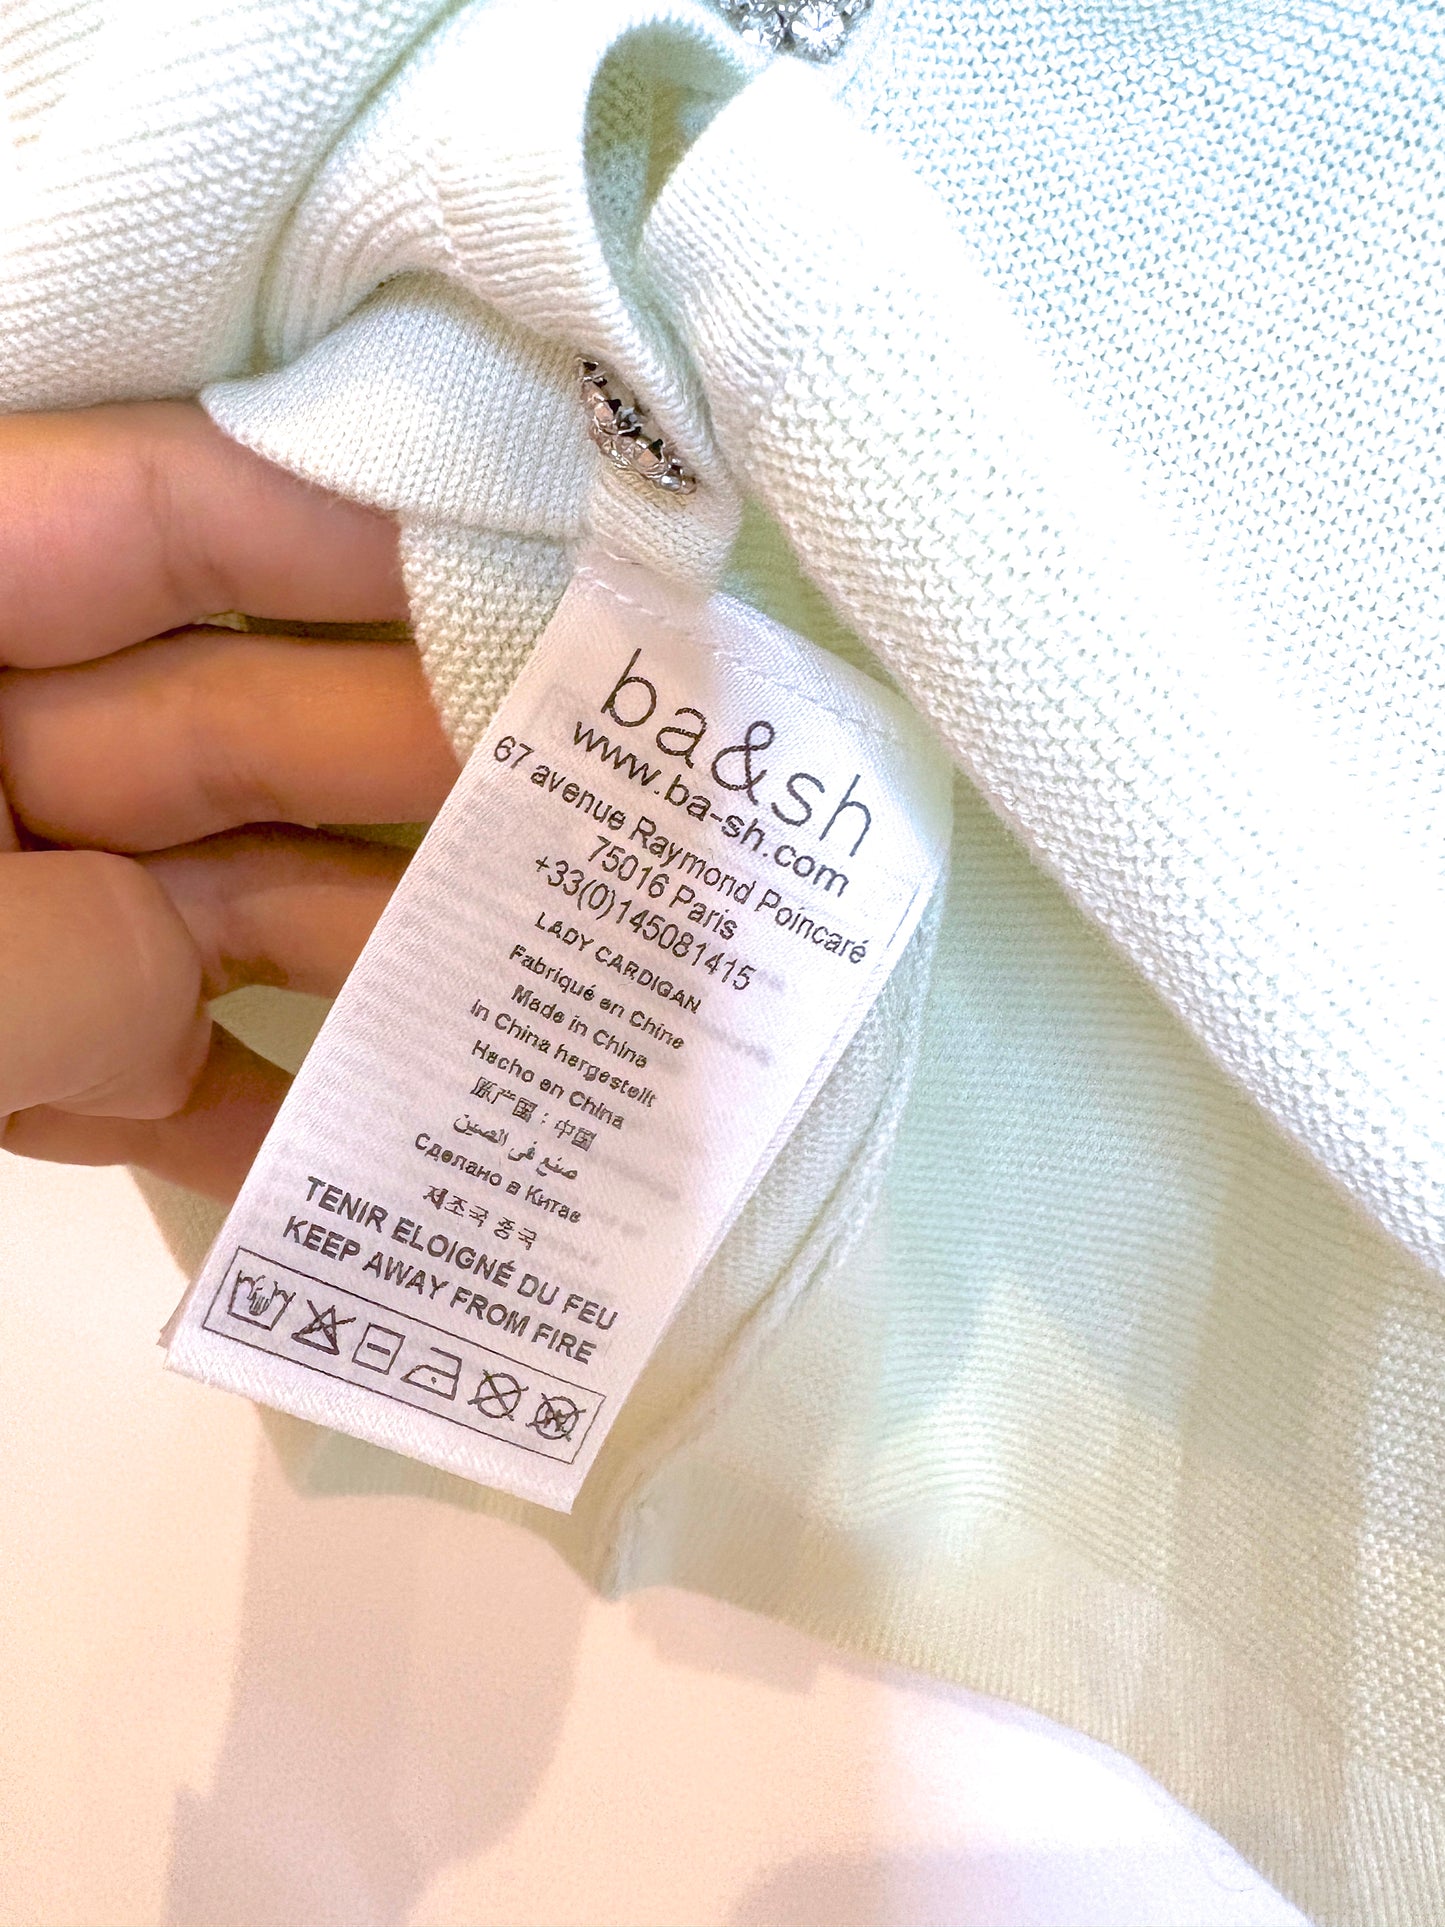 ba&sh
www.ba-sh.com
67 avenue Raymond Poincaré
75016 Paris
+33(0)145081415
LADY CARDIGAN
Fabriqué en Chine
Made in China
In China hergestellt
Hecho en China
原产国：中国
صنع في الصين
Сделано в Китае
제조국 중국
TENIR ELOIGNÉ DU FEU
KEEP AWAY FROM FIRE